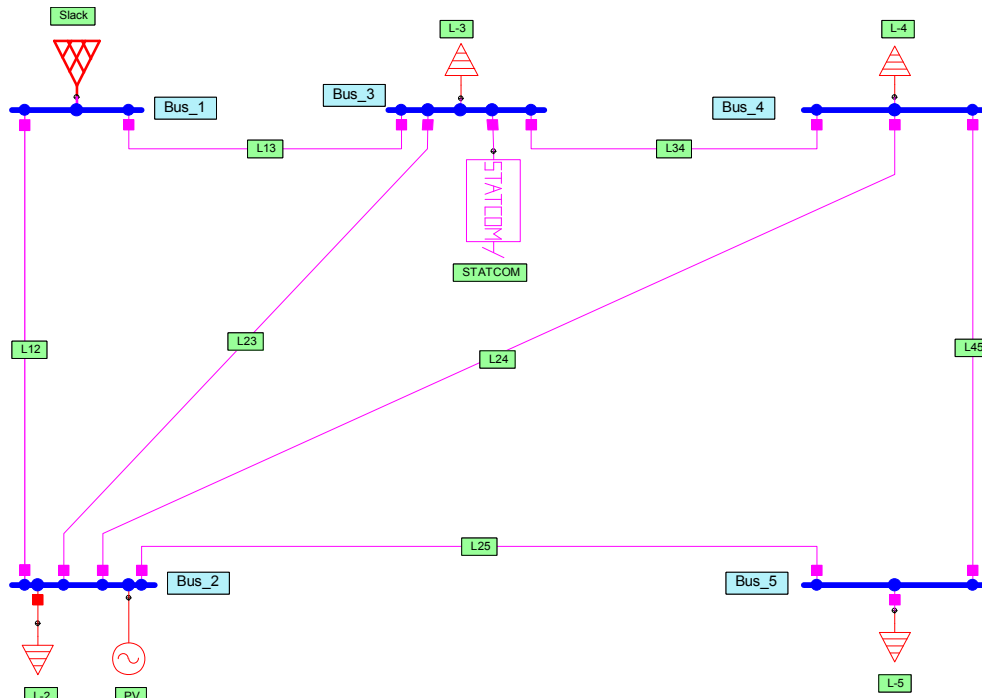 Slack
L-3
L-4
Bus_1
Bus_3
Bus_4
L13
L34
STATCOM
STATCOM
L23
L12
L24
L45
L25
Bus_2
Bus_5
L-2
PV
L-5